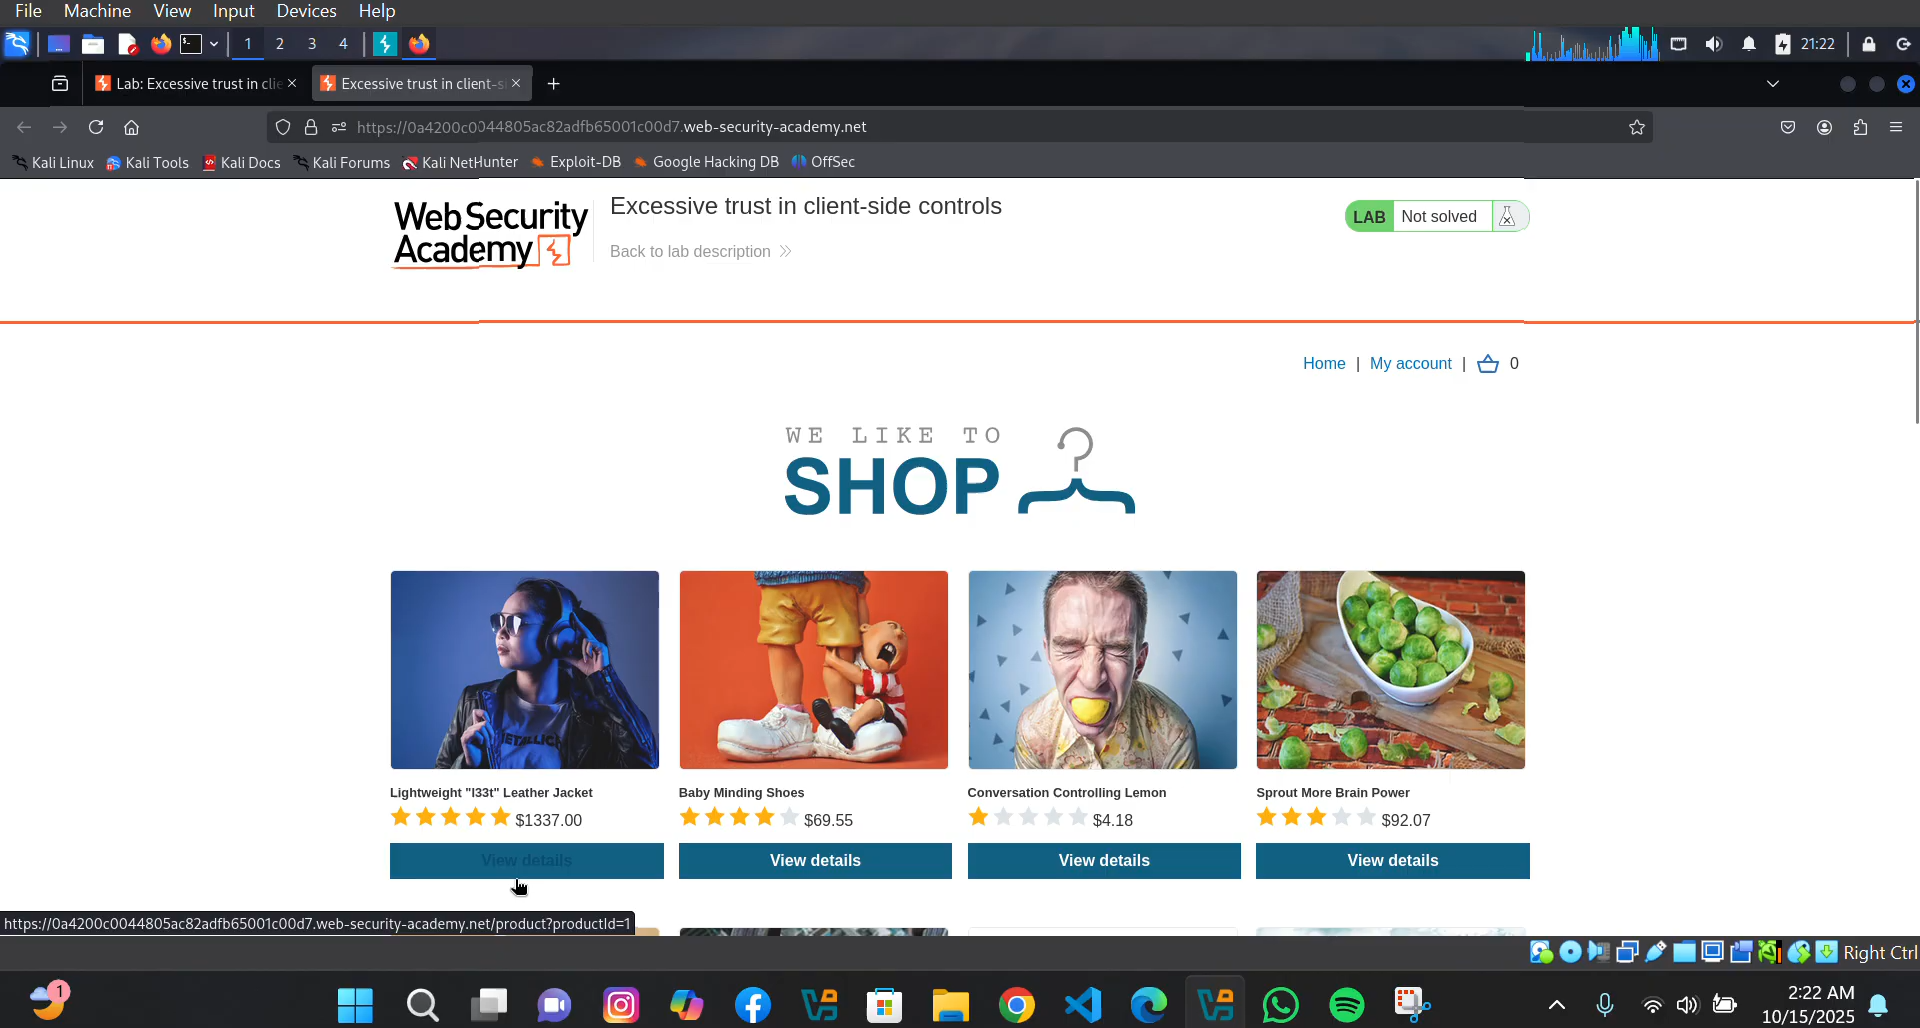 File Machine View Input Devices Help
1 2 3 4 21:22
Lab: Excessive trust in clie Excessive trust in client-s
https://0a4200c0044805ac82adfb65001c00d7.web-security-academy.net
Kali Linux Kali Tools Kali Docs Kali Forums Kali NetHunter Exploit-DB Google Hacking DB OffSec
Web Security
Academy
Excessive trust in client-side controls
Back to lab description
LAB Not solved
Home | My account | 0
WE LIKE TO
SHOP
METALLICA
Lightweight "l33t" Leather Jacket
$1337.00
View details
Baby Minding Shoes
$69.55
View details
Conversation Controlling Lemon
$4.18
View details
Sprout More Brain Power
$92.07
View details
https://0a4200c0044805ac82adfb65001c00d7.web-security-academy.net/product?productId=1
Right Ctrl
1
2:22 AM
10/15/2025